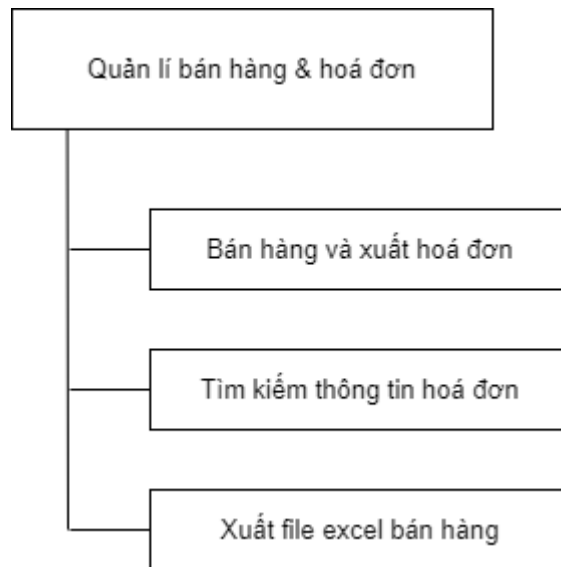 Quản lí bán hàng & hoá đơn
Bán hàng và xuất hoá đơn
Tìm kiếm thông tin hoá đơn
Xuất file excel bán hàng